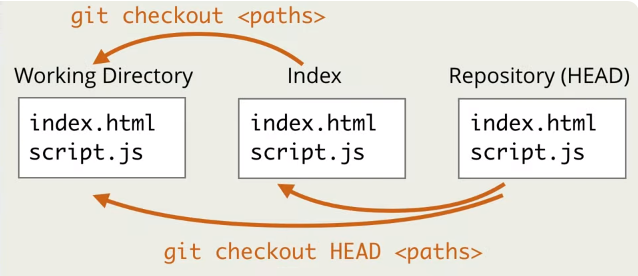 git checkout <paths>
Working Directory
Index
Repository (HEAD)
index.html
script.js
index.html
script.js
index.html
script.js
git checkout HEAD <paths>